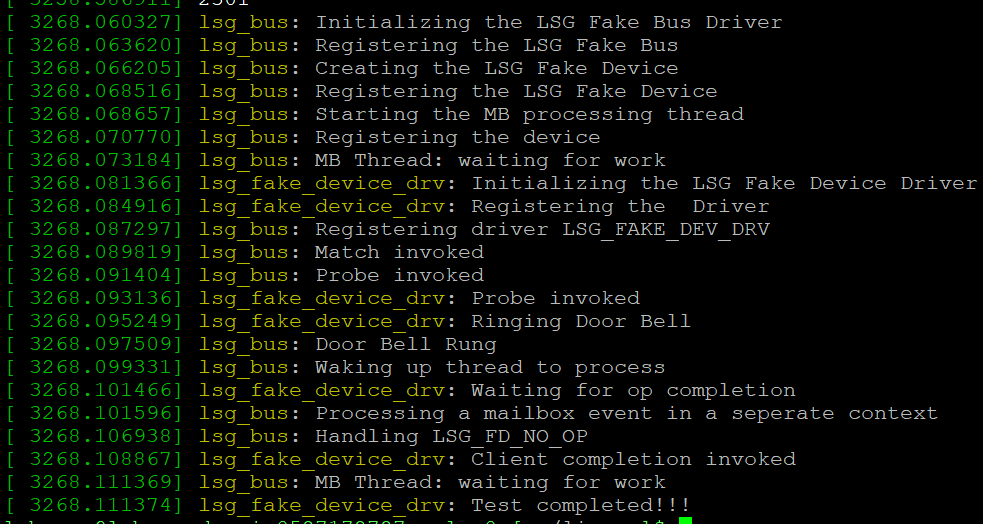 [ 3268.060327] lsg_bus: Initializing the LSG Fake Bus Driver
[ 3268.063620] lsg_bus: Registering the LSG Fake Bus
[ 3268.066205] lsg_bus: Creating the LSG Fake Device
[ 3268.068516] lsg_bus: Registering the LSG Fake Device
[ 3268.068657] lsg_bus: Starting the MB processing thread
[ 3268.070770] lsg_bus: Registering the device
[ 3268.073184] lsg_bus: MB Thread: waiting for work
[ 3268.081366] lsg_fake_device_drv: Initializing the LSG Fake Device Driver
[ 3268.084916] lsg_fake_device_drv: Registering the  Driver
[ 3268.087297] lsg_bus: Registering driver LSG_FAKE_DEV_DRV
[ 3268.089819] lsg_bus: Match invoked
[ 3268.091404] lsg_bus: Probe invoked
[ 3268.093136] lsg_fake_device_drv: Probe invoked
[ 3268.095249] lsg_fake_device_drv: Ringing Door Bell
[ 3268.097509] lsg_bus: Door Bell Rung
[ 3268.099331] lsg_bus: Waking up thread to process
[ 3268.101466] lsg_fake_device_drv: Waiting for op completion
[ 3268.101596] lsg_bus: Processing a mailbox event in a seperate context
[ 3268.106938] lsg_bus: Handling LSG_FD_NO_OP
[ 3268.108867] lsg_fake_device_drv: Client completion invoked
[ 3268.111369] lsg_bus: MB Thread: waiting for work
[ 3268.111374] lsg_fake_device_drv: Test completed!!!